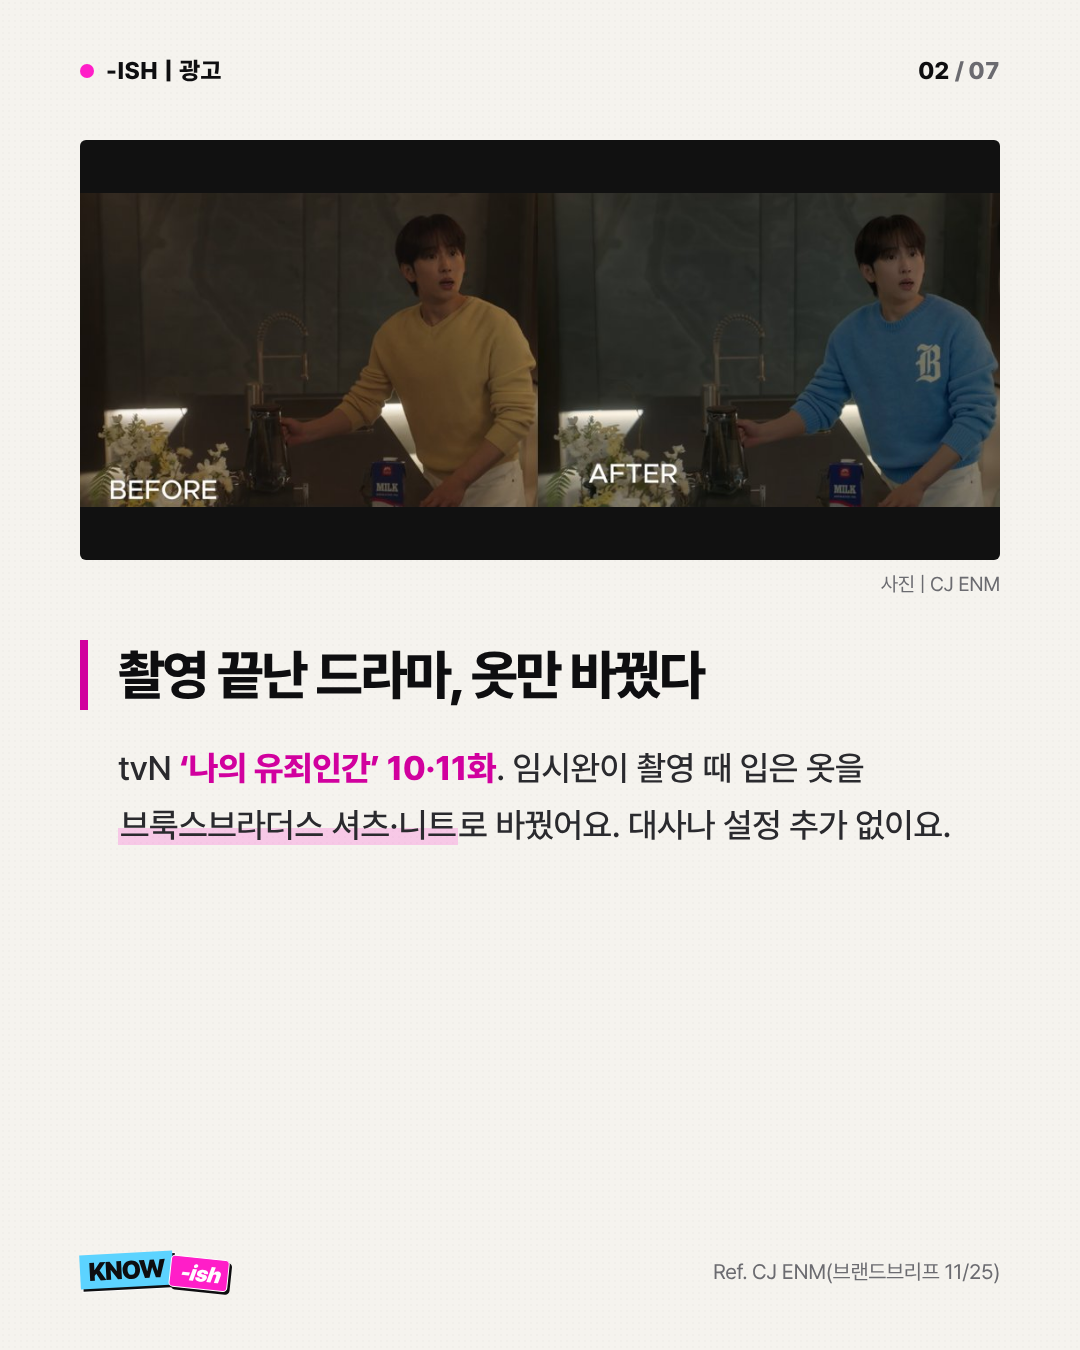 -ISH | 광고
02 / 07
B
MILK
MILK
BEFORE
AFTER
사진 | CJ ENM
촬영 끝난 드라마, 옷만 바꿨다
tvN ‘나의 유죄인간’ 10·11화. 임시완이 촬영 때 입은 옷을
브룩스브라더스 셔츠·니트로 바꿨어요. 대사나 설정 추가 없이요.
KNOW -ish
Ref. CJ ENM(브랜드브리프 11/25)